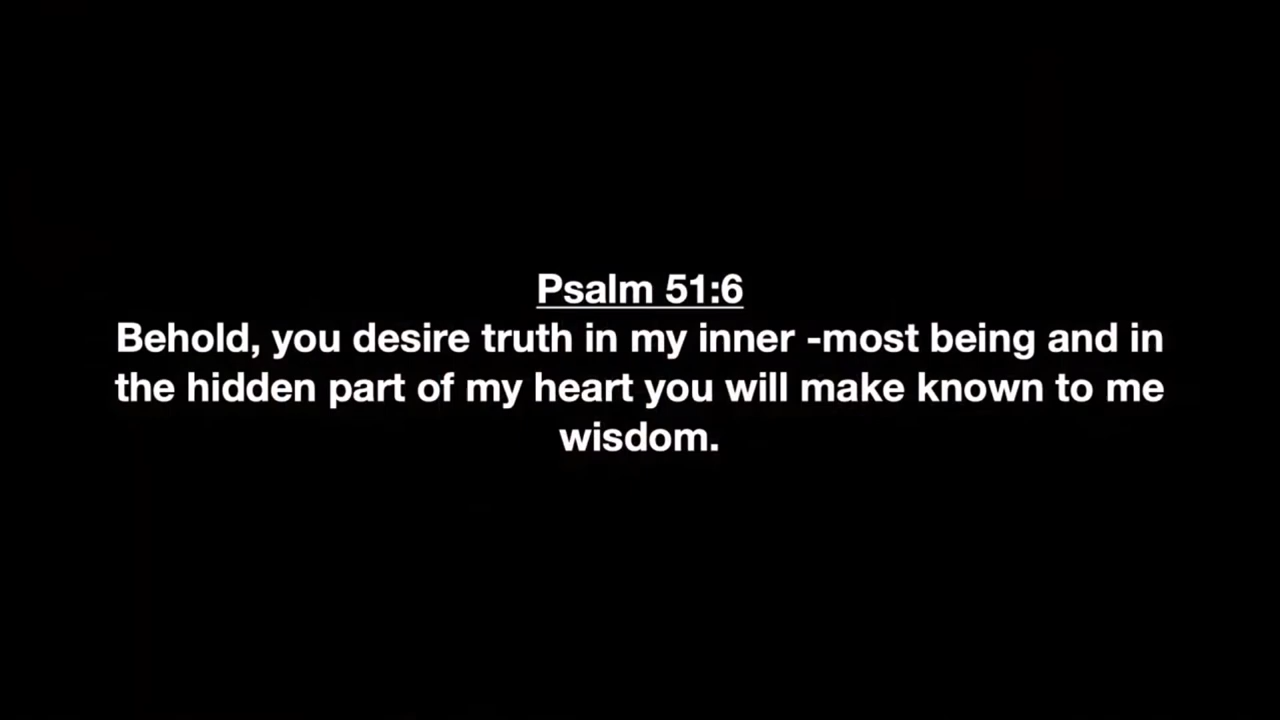 Psalm 51:6
Behold, you desire truth in my inner -most being and in
the hidden part of my heart you will make known to me
wisdom.